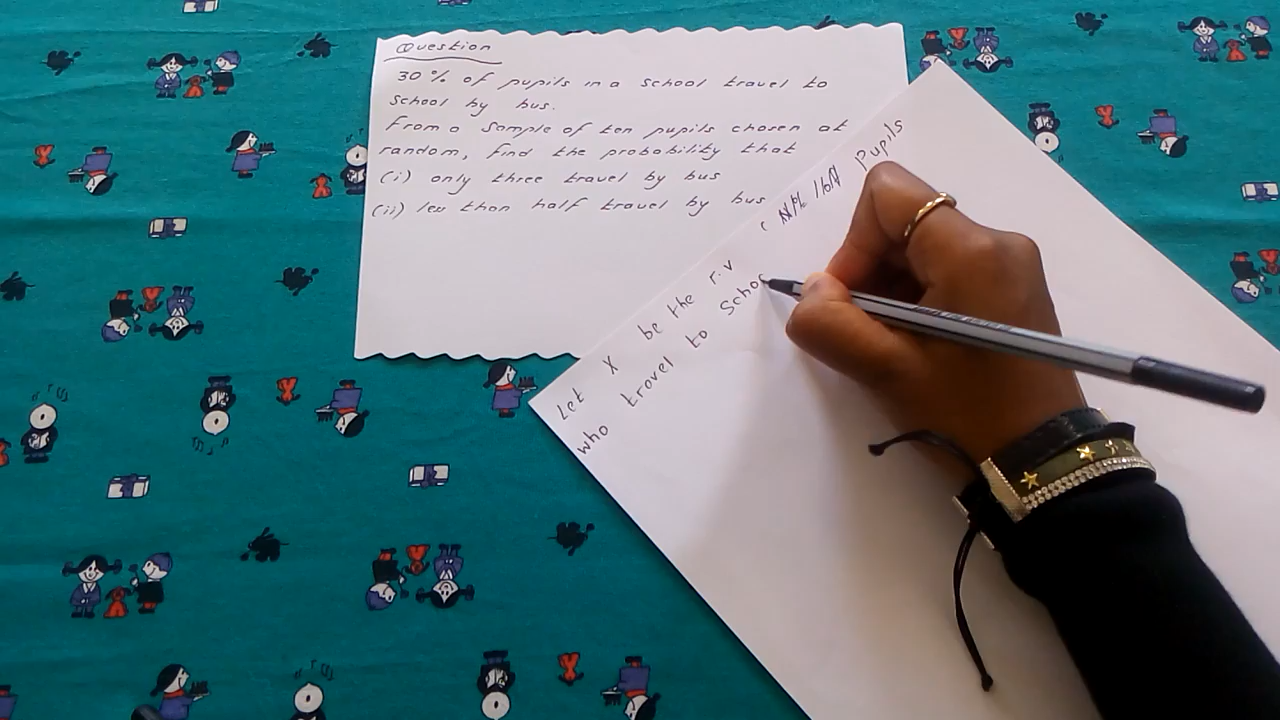 Question
30% of pupils in a school travel to
school by bus.
From a sample of ten pupils chosen at
random, find the probability that
(i) only three travel by bus
(ii) less than half travel by bus
Let X be the r.v Pupils
who travel to Schoo